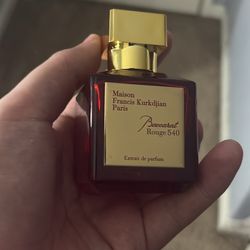 Maison
Francis Kurkdjian
Paris
Baccarat
Rouge 540
Extrait de parfum